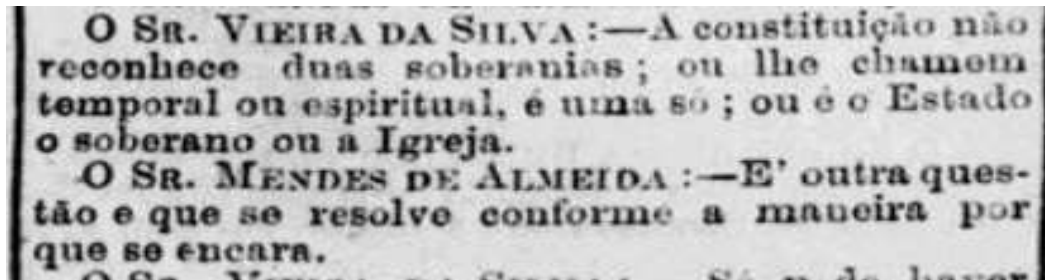 O SR. VIEIRA DA SILVA :—A constituição não
reconhece duas soberanias ; ou lhe chamem
temporal ou espiritual, é uma só ; ou é o Estado
o soberano ou a Igreja.
O SR. MENDES DE ALMEIDA :—E' outra ques-
tão e que se resolve conforme a maneira por
que se encara.